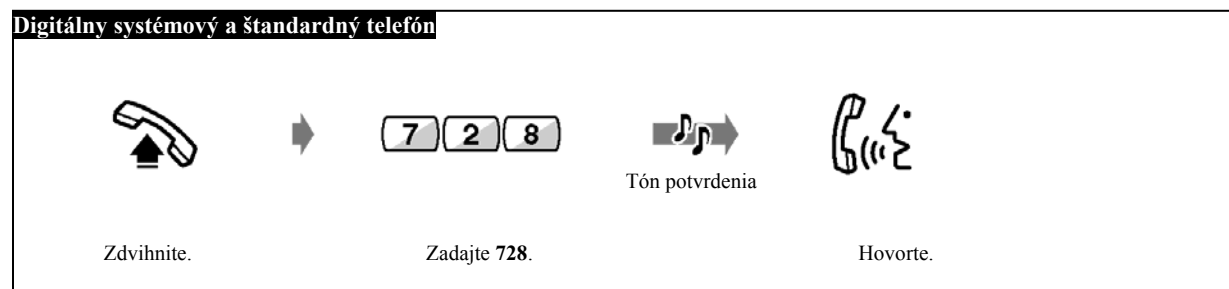 Digitálny systémový a štandardný telefón
7 2 8
Tón potvrdenia
Zdvihnite. Zadajte 728. Hovorte.